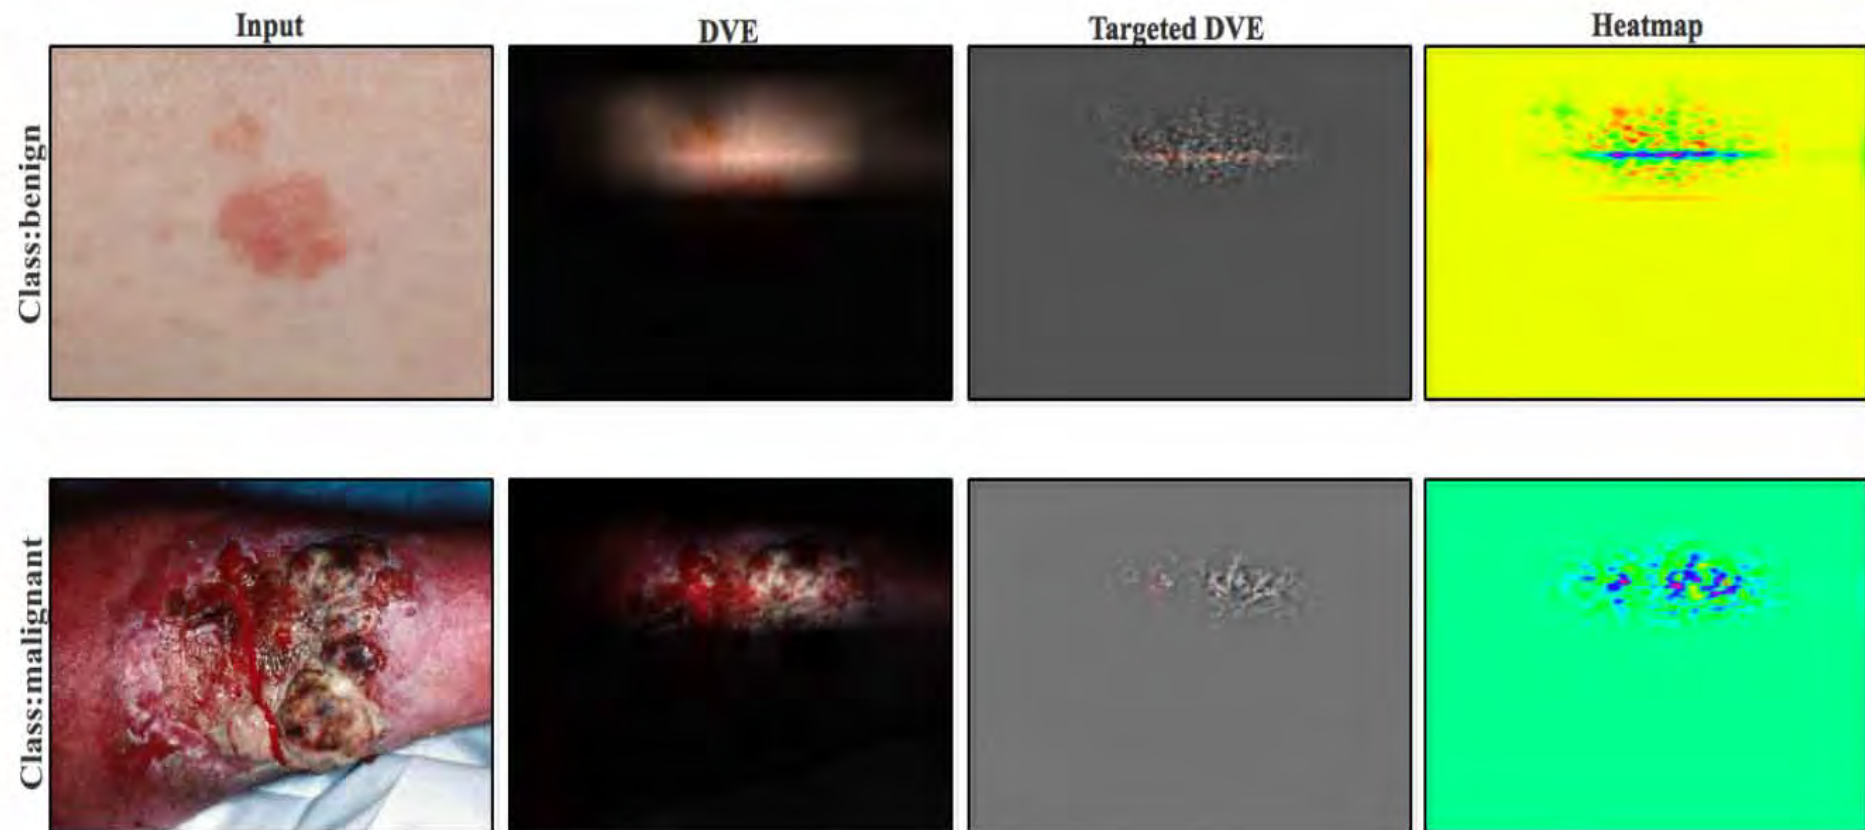 Input
DVE
Targeted DVE
Heatmap
Class:benign
Class:malignant